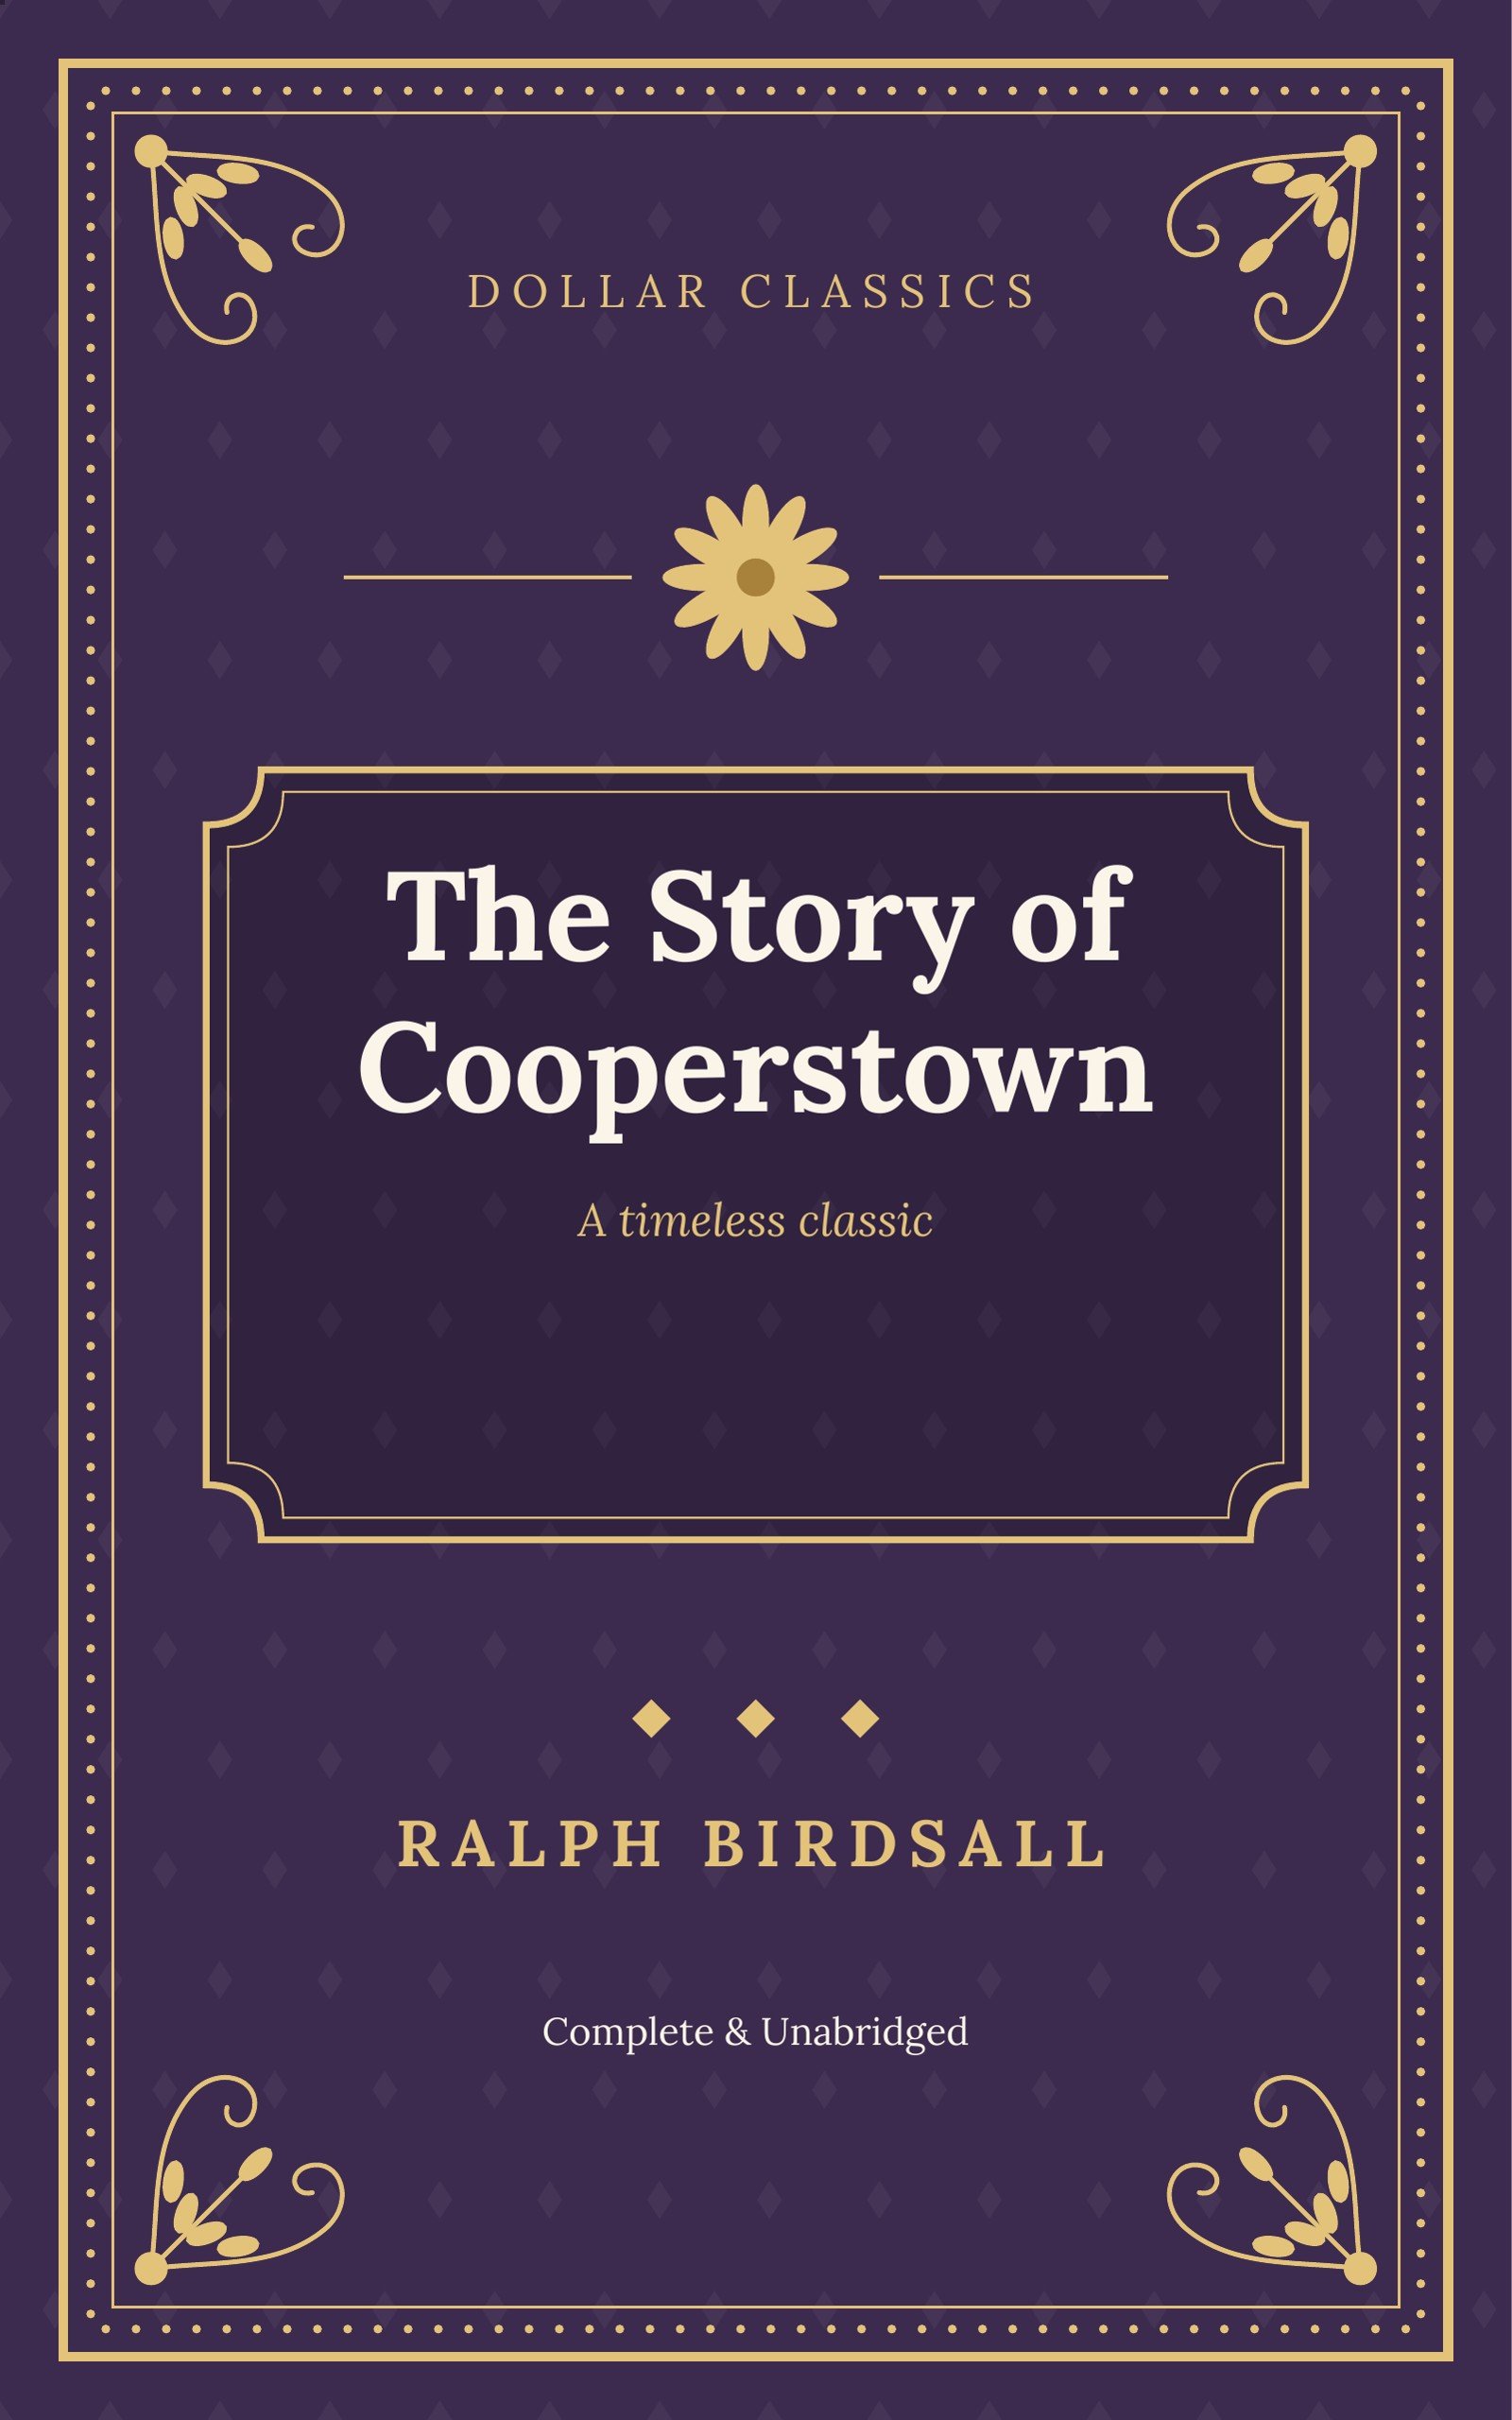 DOLLAR CLASSICS
The Story of
Cooperstown
A timeless classic
RALPH BIRDSALL
Complete & Unabridged